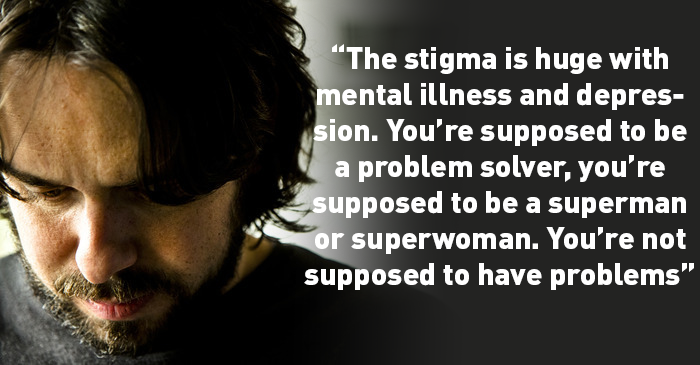 “The stigma is huge with
mental illness and depres-
sion. You’re supposed to be
a problem solver, you’re
supposed to be a superman
or superwoman. You’re not
supposed to have problems”